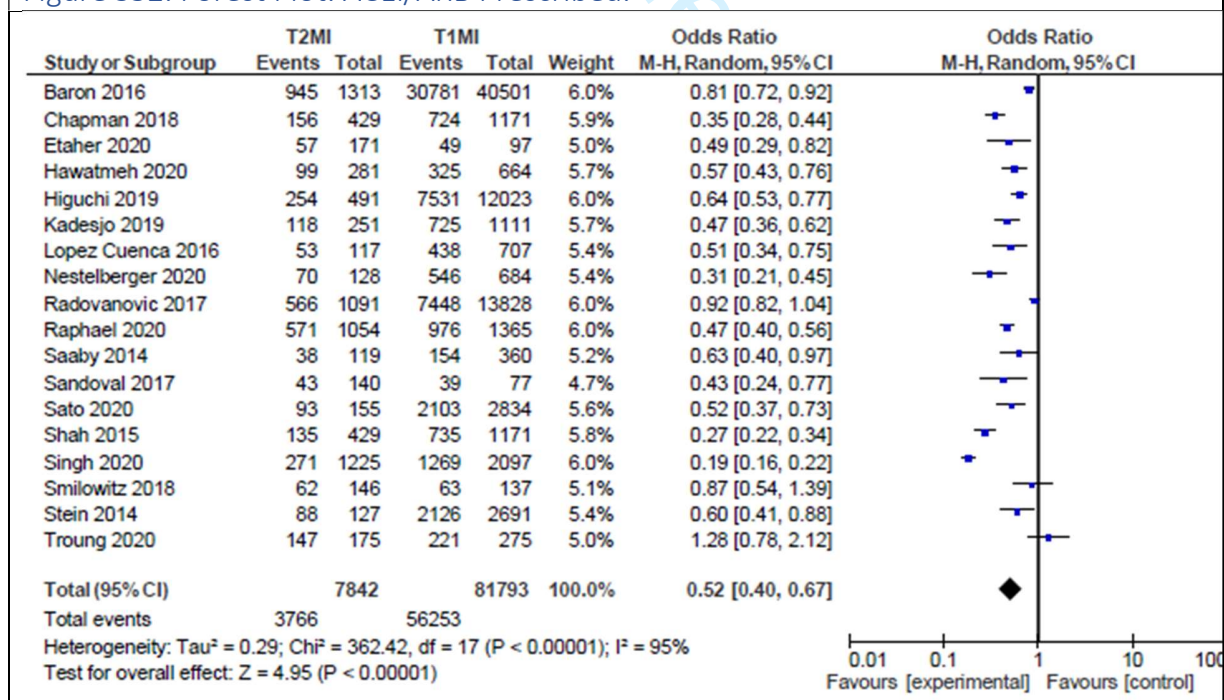 T2MI T1MI Odds Ratio Odds Ratio
Study or Subgroup Events Total Events Total Weight M-H, Random, 95% CI M-H, Random, 95% CI
Baron 2016 945 1313 30781 40501 6.0% 0.81 [0.72, 0.92]
Chapman 2018 156 429 724 1171 5.9% 0.35 [0.28, 0.44]
Etaher 2020 57 171 49 97 5.0% 0.49 [0.29, 0.82]
Hawatmeh 2020 99 281 325 664 5.7% 0.57 [0.43, 0.76]
Higuchi 2019 254 491 7531 12023 6.0% 0.64 [0.53, 0.77]
Kadesjo 2019 118 251 725 1111 5.7% 0.47 [0.36, 0.62]
Lopez Cuenca 2016 53 117 438 707 5.4% 0.51 [0.34, 0.75]
Nestelberger 2020 70 128 546 684 5.4% 0.31 [0.21, 0.45]
Radovanovic 2017 566 1091 7448 13828 6.0% 0.92 [0.82, 1.04]
Raphael 2020 571 1054 976 1365 6.0% 0.47 [0.40, 0.56]
Saaby 2014 38 119 154 360 5.2% 0.63 [0.40, 0.97]
Sandoval 2017 43 140 39 77 4.7% 0.43 [0.24, 0.77]
Sato 2020 93 155 2103 2834 5.6% 0.52 [0.37, 0.73]
Shah 2015 135 429 735 1171 5.8% 0.27 [0.22, 0.34]
Singh 2020 271 1225 1269 2097 6.0% 0.19 [0.16, 0.22]
Smilowitz 2018 62 146 63 137 5.1% 0.87 [0.54, 1.39]
Stein 2014 88 127 2126 2691 5.4% 0.60 [0.41, 0.88]
Troung 2020 147 175 221 275 5.0% 1.28 [0.78, 2.12]
Total (95% CI) 7842 81793 100.0% 0.52 [0.40, 0.67]
Total events 3766 56253
Heterogeneity: Tau² = 0.29; Chi² = 362.42, df = 17 (P < 0.00001); I² = 95%
Test for overall effect: Z = 4.95 (P < 0.00001)
0.01 0.1 1 10 100
Favours [experimental] Favours [control]